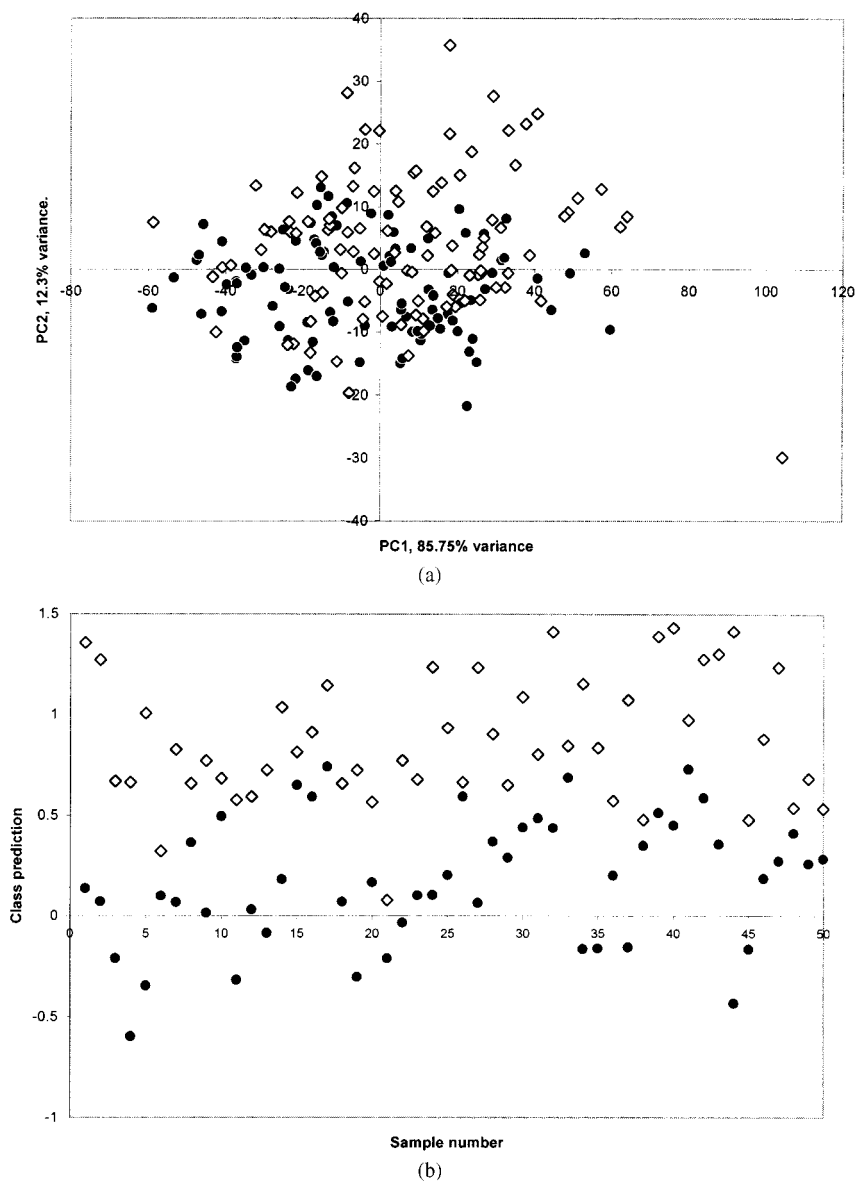 40
30
20
10
0
-80 -60 -40 -20 0 20 40 60 80 100 120
-10
-20
-30
-40
PC2, 12.3% variance.
PC1, 85.75% variance
(a)
1.5
1
0.5
0
0 5 10 15 20 25 30 35 40 45 50
-0.5
-1
Class prediction
Sample number
(b)